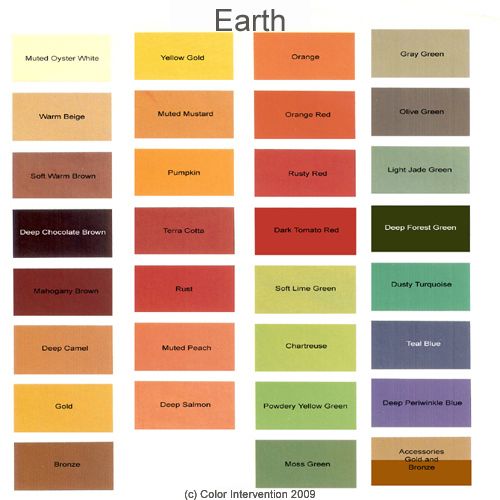 Earth
Muted Oyster White
Yellow Gold
Orange
Gray Green
Warm Beige
Muted Mustard
Orange Red
Olive Green
Soft Warm Brown
Pumpkin
Rusty Red
Light Jade Green
Deep Chocolate Brown
Terra Cotta
Dark Tomato Red
Deep Forest Green
Mahogany Brown
Rust
Soft Lime Green
Dusty Turquoise
Deep Camel
Muted Peach
Chartreuse
Teal Blue
Gold
Deep Salmon
Powdery Yellow Green
Deep Periwinkle Blue
Bronze
Moss Green
Accessories
Gold and
Bronze
(c) Color Intervention 2009